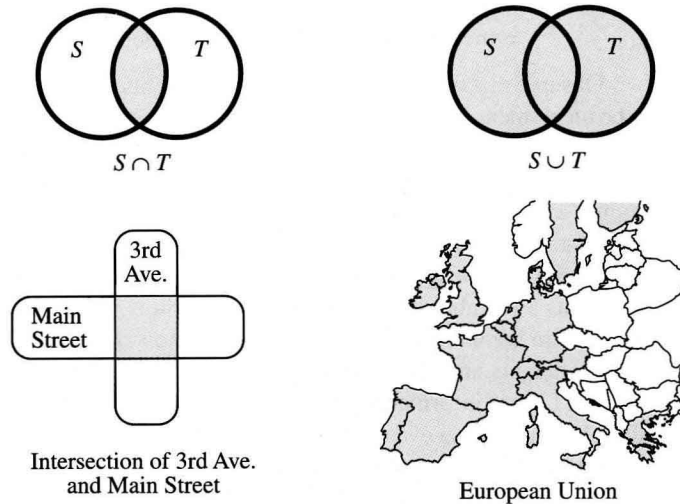 S T
S ∩ T
S T
S ∪ T
3rd
Ave.
Main
Street
Intersection of 3rd Ave.
and Main Street
European Union